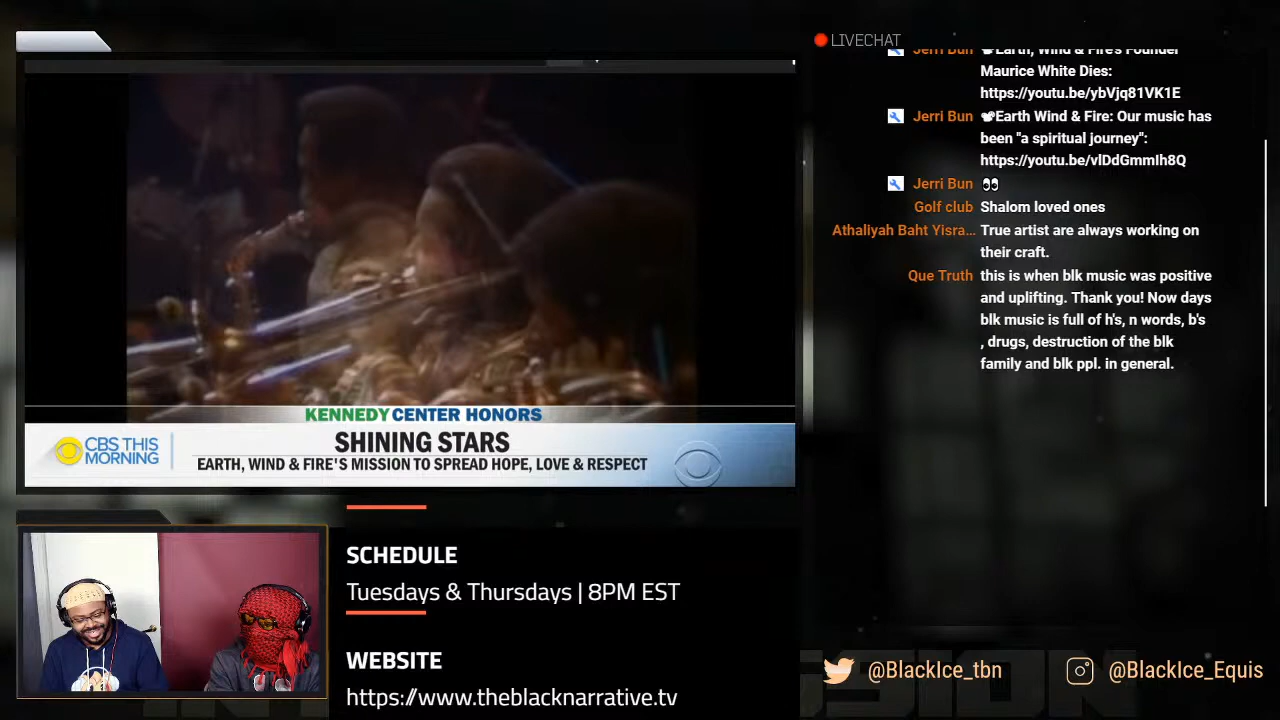 LIVECHAT
Jerri Bun Earth, Wind & Fire's Founder
Maurice White Dies:
https://youtu.be/ybVjq81VK1E
Jerri Bun Earth Wind & Fire: Our music has
been "a spiritual journey":
https://youtu.be/vlDdGmmIh8Q
Jerri Bun
Golf club Shalom loved ones
Athaliyah Baht Yisra… True artist are always working on
their craft.
Que Truth this is when blk music was positive
and uplifting. Thank you! Now days
blk music is full of h's, n words, b's
, drugs, destruction of the blk
family and blk ppl. in general.
KENNEDY CENTER HONORS
CBS THIS
MORNING
SHINING STARS
EARTH, WIND & FIRE'S MISSION TO SPREAD HOPE, LOVE & RESPECT
SCHEDULE
Tuesdays & Thursdays | 8PM EST
WEBSITE
https://www.theblacknarrative.tv
@BlackIce_tbn
@BlackIce_Equis